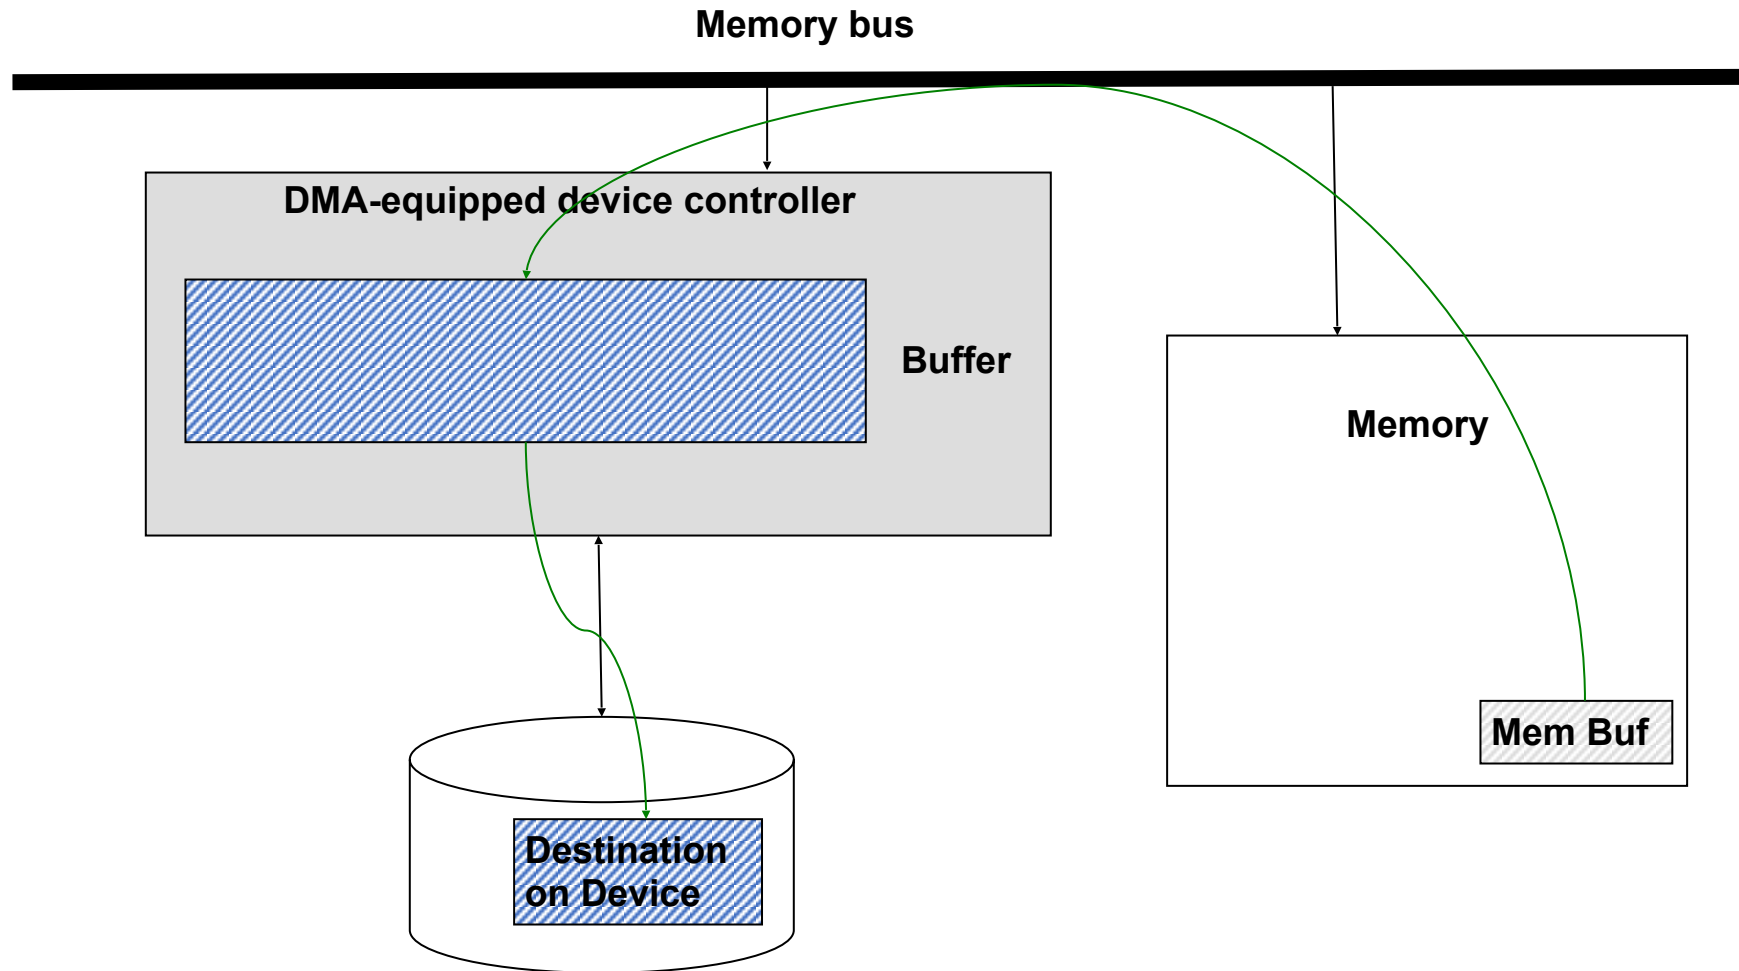 Memory bus
DMA-equipped device controller
Buffer
Memory
Mem Buf
Destination
on Device